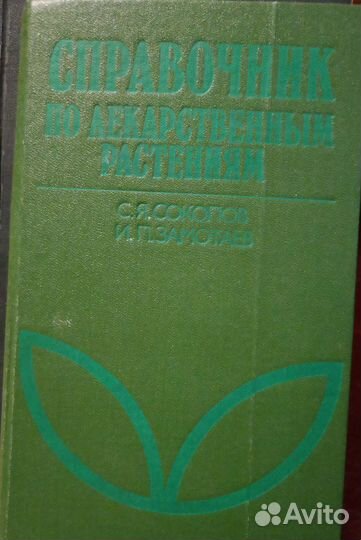 СПРАВОЧНИК
ПО ЛЕКАРСТВЕННЫМ
РАСТЕНИЯМ
С.Я.СОКОЛОВ
И.П.ЗАМОТАЕВ
Avito